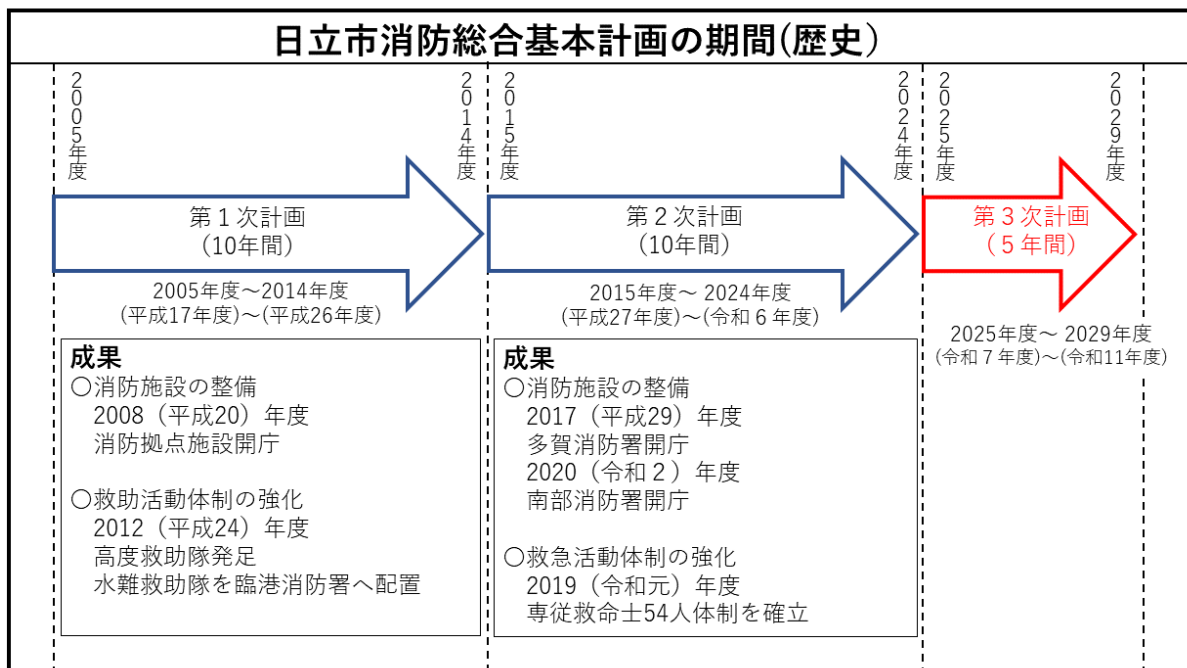 日立市消防総合基本計画の期間(歴史)
2005年度
2014年度
2015年度
2024年度
2025年度
2029年度
第１次計画
(10年間)
第２次計画
(10年間)
第３次計画
(５年間)
2005年度～2014年度
(平成17年度)～(平成26年度)
2015年度～ 2024年度
(平成27年度)～(令和６年度)
2025年度～ 2029年度
(令和７年度)～(令和11年度)
成果
○消防施設の整備
2008（平成20）年度
消防拠点施設開庁
○救助活動体制の強化
2012（平成24）年度
高度救助隊発足
水難救助隊を臨港消防署へ配置
成果
○消防施設の整備
2017（平成29）年度
多賀消防署開庁
2020（令和２）年度
南部消防署開庁
○救急活動体制の強化
2019（令和元）年度
専従救命士54人体制を確立